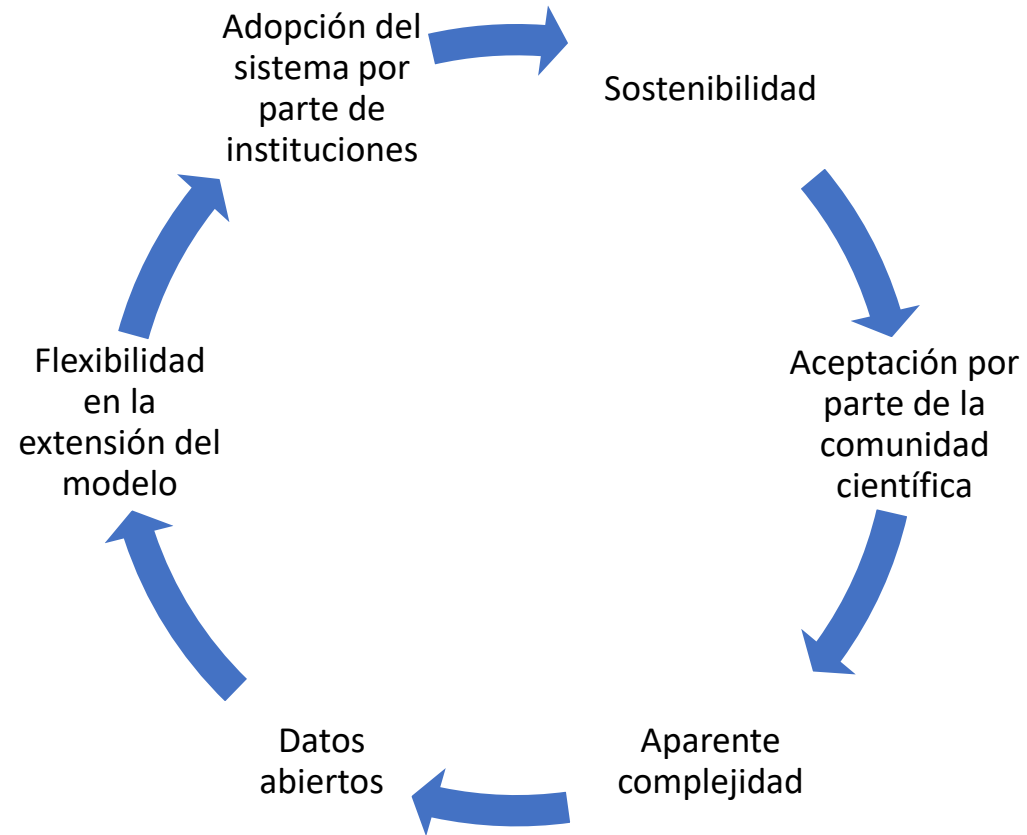 Adopción del
sistema por
parte de
instituciones
Sostenibilidad
Aceptación por
parte de la
comunidad
científica
Aparente
complejidad
Datos
abiertos
Flexibilidad
en la
extensión del
modelo